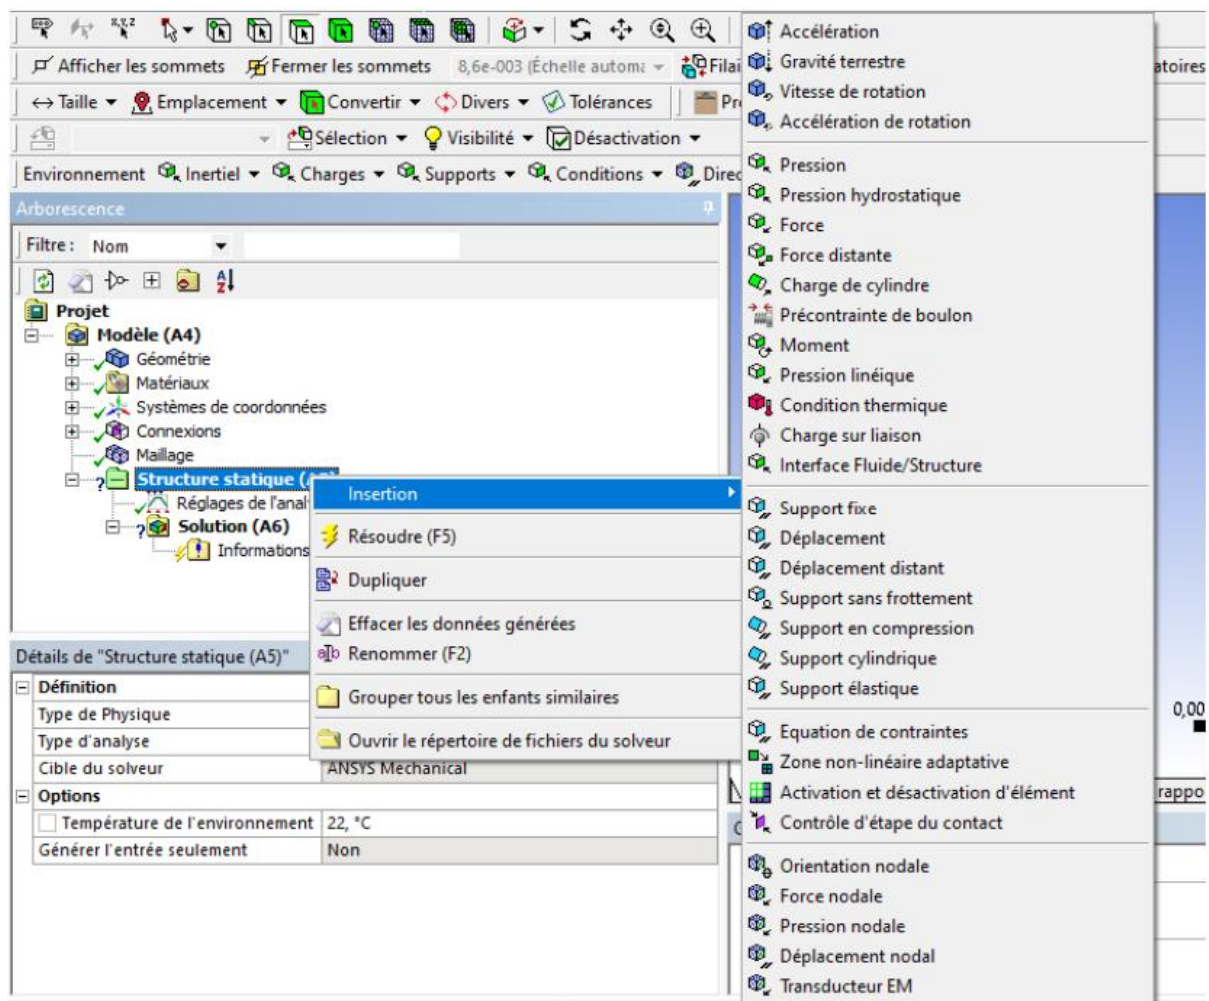 x,y,z
Afficher les sommets Fermer les sommets 8,6e-003 (Échelle automa Filai
Taille Emplacement Convertir Divers Tolérances Pr
Sélection Visibilité Désactivation
Environnement Inertiel Charges Supports Conditions Direc
Arborescence
Filtre : Nom
Projet
Modèle (A4)
Géométrie
Matériaux
Systèmes de coordonnées
Connexions
Maillage
Structure statique (A
Réglages de l'anal
Solution (A6)
Informations
Insertion
Résoudre (F5)
Dupliquer
Effacer les données générées
Renommer (F2)
Grouper tous les enfants similaires
Ouvrir le répertoire de fichiers du solveur
Accélération
Gravité terrestre
Vitesse de rotation
Accélération de rotation
Pression
Pression hydrostatique
Force
Force distante
Charge de cylindre
Précontrainte de boulon
Moment
Pression linéique
Condition thermique
Charge sur liaison
Interface Fluide/Structure
Support fixe
Déplacement
Déplacement distant
Support sans frottement
Support en compression
Support cylindrique
Support élastique
Equation de contraintes
Zone non-linéaire adaptative
Activation et désactivation d'élément
Contrôle d'étape du contact
Orientation nodale
Force nodale
Pression nodale
Déplacement nodal
Transducteur EM
atoires
0,00
rappo
Détails de "Structure statique (A5)"
Définition
Type de Physique
Type d'analyse
Cible du solveur ANSYS Mechanical
Options
Température de l'environnement 22, °C
Générer l'entrée seulement Non